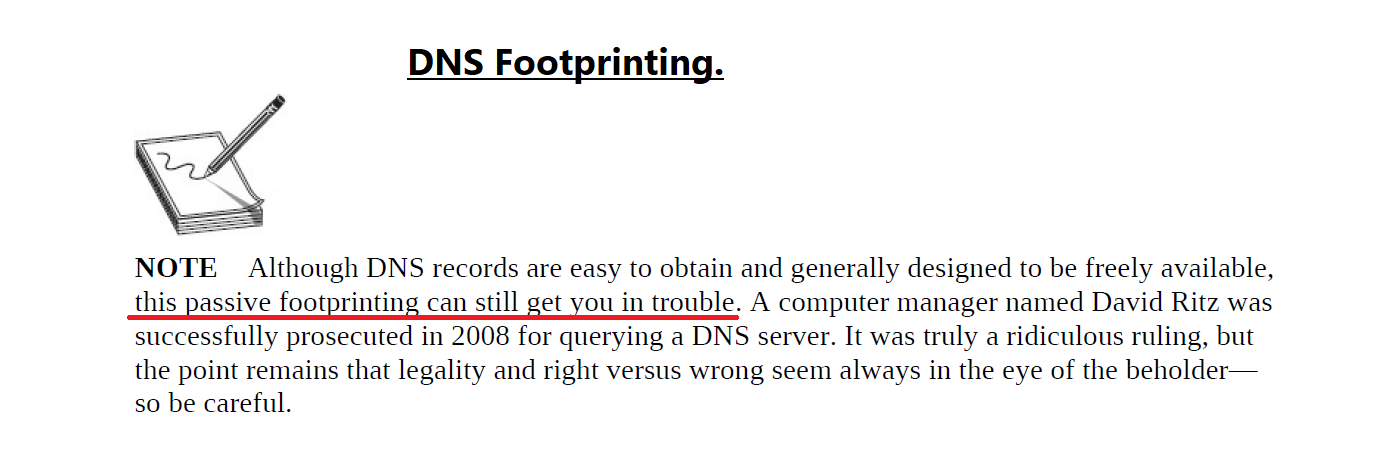 DNS Footprinting.
NOTE Although DNS records are easy to obtain and generally designed to be freely available,
this passive footprinting can still get you in trouble. A computer manager named David Ritz was
successfully prosecuted in 2008 for querying a DNS server. It was truly a ridiculous ruling, but
the point remains that legality and right versus wrong seem always in the eye of the beholder—
so be careful.